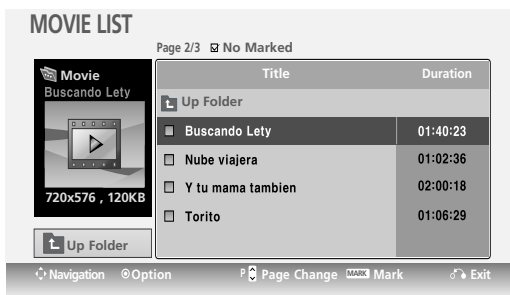 MOVIE LIST
Page 2/3 No Marked
Movie
Buscando Lety
720x576 , 120KB
Up Folder
Title Duration
Up Folder
Buscando Lety 01:40:23
Nube viajera 01:02:36
Y tu mama tambien 02:00:18
Torito 01:06:29
Navigation Option P Page Change MARK Mark Exit